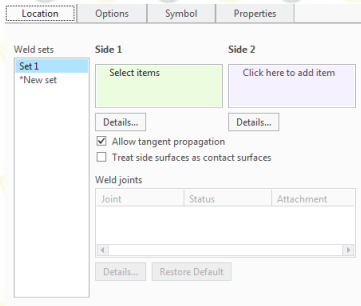 Location Options Symbol Properties
Weld sets Side 1 Side 2
Set 1
*New set
Select items Click here to add item
Details... Details...
Allow tangent propagation
Treat side surfaces as contact surfaces
Weld joints
Joint Status Attachment
Details... Restore Default